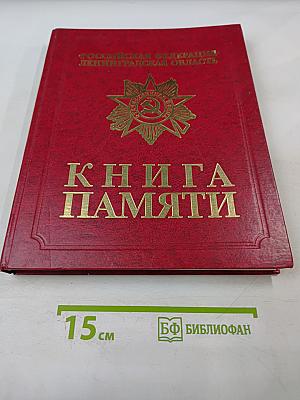 РОССИЙСКАЯ ФЕДЕРАЦИЯ
ЛЕНИНГРАДСКАЯ ОБЛАСТЬ
КНИГА
ПАМЯТИ
15 см
БФ БИБЛИОФАН